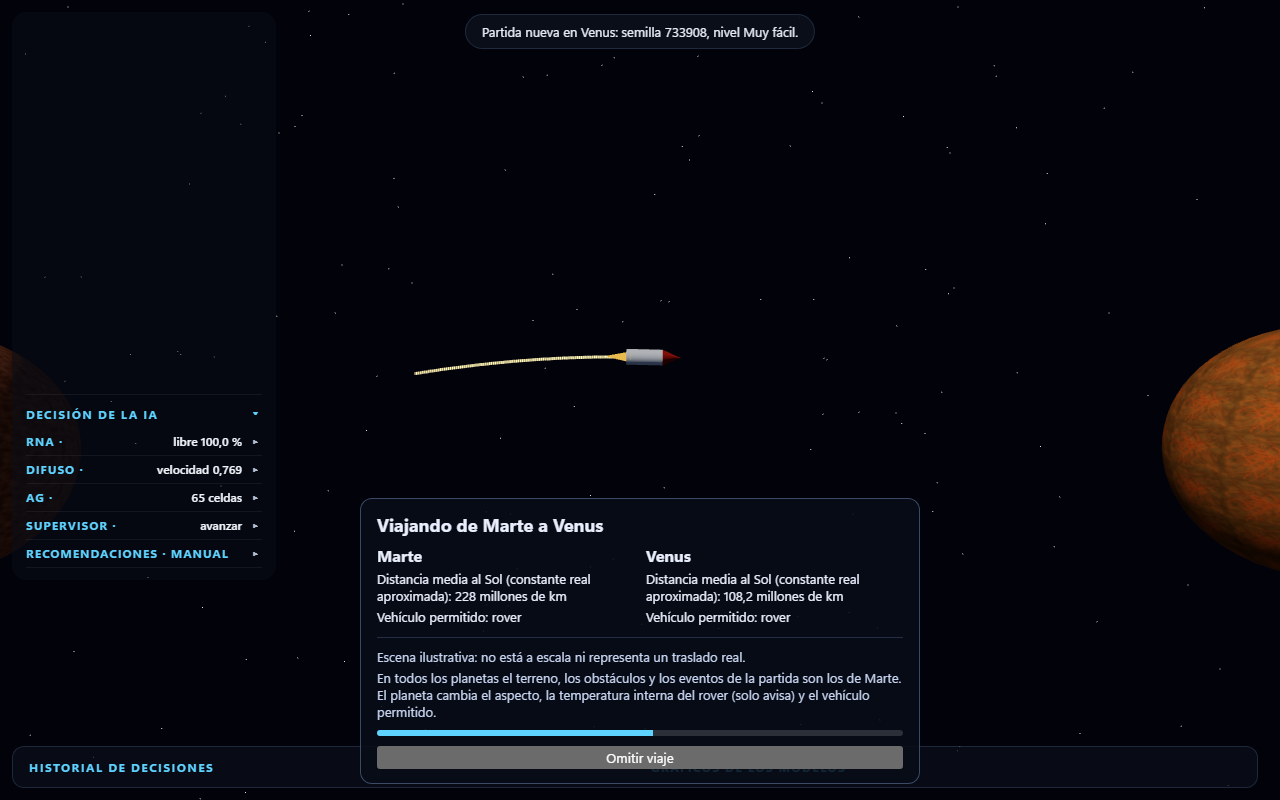 Partida nueva en Venus: semilla 733908, nivel Muy fácil.
DECISIÓN DE LA IA
RNA · libre 100,0 %
DIFUSO · velocidad 0,769
AG · 65 celdas
SUPERVISOR · avanzar
RECOMENDACIONES · MANUAL
Viajando de Marte a Venus
Marte
Distancia media al Sol (constante real
aproximada): 228 millones de km
Vehículo permitido: rover
Venus
Distancia media al Sol (constante real
aproximada): 108,2 millones de km
Vehículo permitido: rover
Escena ilustrativa: no está a escala ni representa un traslado real.
En todos los planetas el terreno, los obstáculos y los eventos de la partida son los de Marte.
El planeta cambia el aspecto, la temperatura interna del rover (solo avisa) y el vehículo
permitido.
Omitir viaje
HISTORIAL DE DECISIONES
GRÁFICOS DE LOS MODELOS